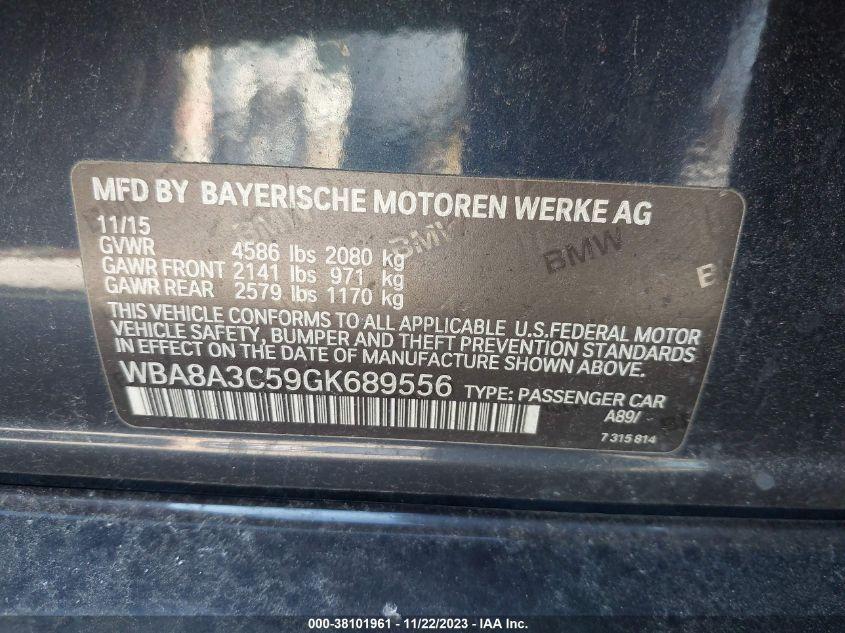 MFD BY BAYERISCHE MOTOREN WERKE AG
11/15
GVWR 4586 lbs 2080 kg
GAWR FRONT 2141 lbs 971 kg
GAWR REAR 2579 lbs 1170 kg
THIS VEHICLE CONFORMS TO ALL APPLICABLE U.S.FEDERAL MOTOR
VEHICLE SAFETY, BUMPER AND THEFT PREVENTION STANDARDS
IN EFFECT ON THE DATE OF MANUFACTURE SHOWN ABOVE.
WBA8A3C59GK689556 TYPE: PASSENGER CAR
A89/
7 315 814
BMW
BMW
BMW
000-38101961 - 11/22/2023 - IAA Inc.